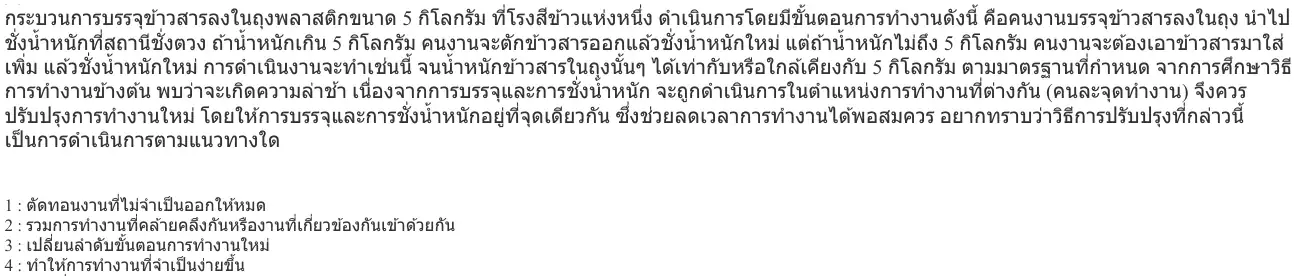 กระบวนการบรรจุข้าวสารลงในถุงพลาสติกขนาด 5 กิโลกรัม ที่โรงสีข้าวแห่งหนึ่ง ดำเนินการโดยมีขั้นตอนการทำงานดังนี้ คือคนงานบรรจุข้าวสารลงในถุง นำไป
ชั่งน้ำหนักที่สถานีชั่งตวง ถ้าน้ำหนักเกิน 5 กิโลกรัม คนงานจะตักข้าวสารออกแล้วชั่งน้ำหนักใหม่ แต่ถ้าน้ำหนักไม่ถึง 5 กิโลกรัม คนงานจะต้องเอาข้าวสารมาใส่
เพิ่ม แล้วชั่งน้ำหนักใหม่ การดำเนินงานจะทำเช่นนี้ จนน้ำหนักข้าวสารในถุงนั้นๆ ได้เท่ากับหรือใกล้เคียงกับ 5 กิโลกรัม ตามมาตรฐานที่กำหนด จากการศึกษาวิธี
การทำงานข้างต้น พบว่าจะเกิดความล่าช้า เนื่องจากการบรรจุและการชั่งน้ำหนัก จะถูกดำเนินการในตำแหน่งการทำงานที่ต่างกัน (คนละจุดทำงาน) จึงควร
ปรับปรุงการทำงานใหม่ โดยให้การบรรจุและการชั่งน้ำหนักอยู่ที่จุดเดียวกัน ซึ่งช่วยลดเวลาการทำงานได้พอสมควร อยากทราบว่าวิธีการปรับปรุงที่กล่าวนี้
เป็นการดำเนินการตามแนวทางใด
1 : ตัดทอนงานที่ไม่จำเป็นออกให้หมด
2 : รวมการทำงานที่คล้ายคลึงกันหรืองานที่เกี่ยวข้องกันเข้าด้วยกัน
3 : เปลี่ยนลำดับขั้นตอนการทำงานใหม่
4 : ทำให้การทำงานที่จำเป็นง่ายขึ้น